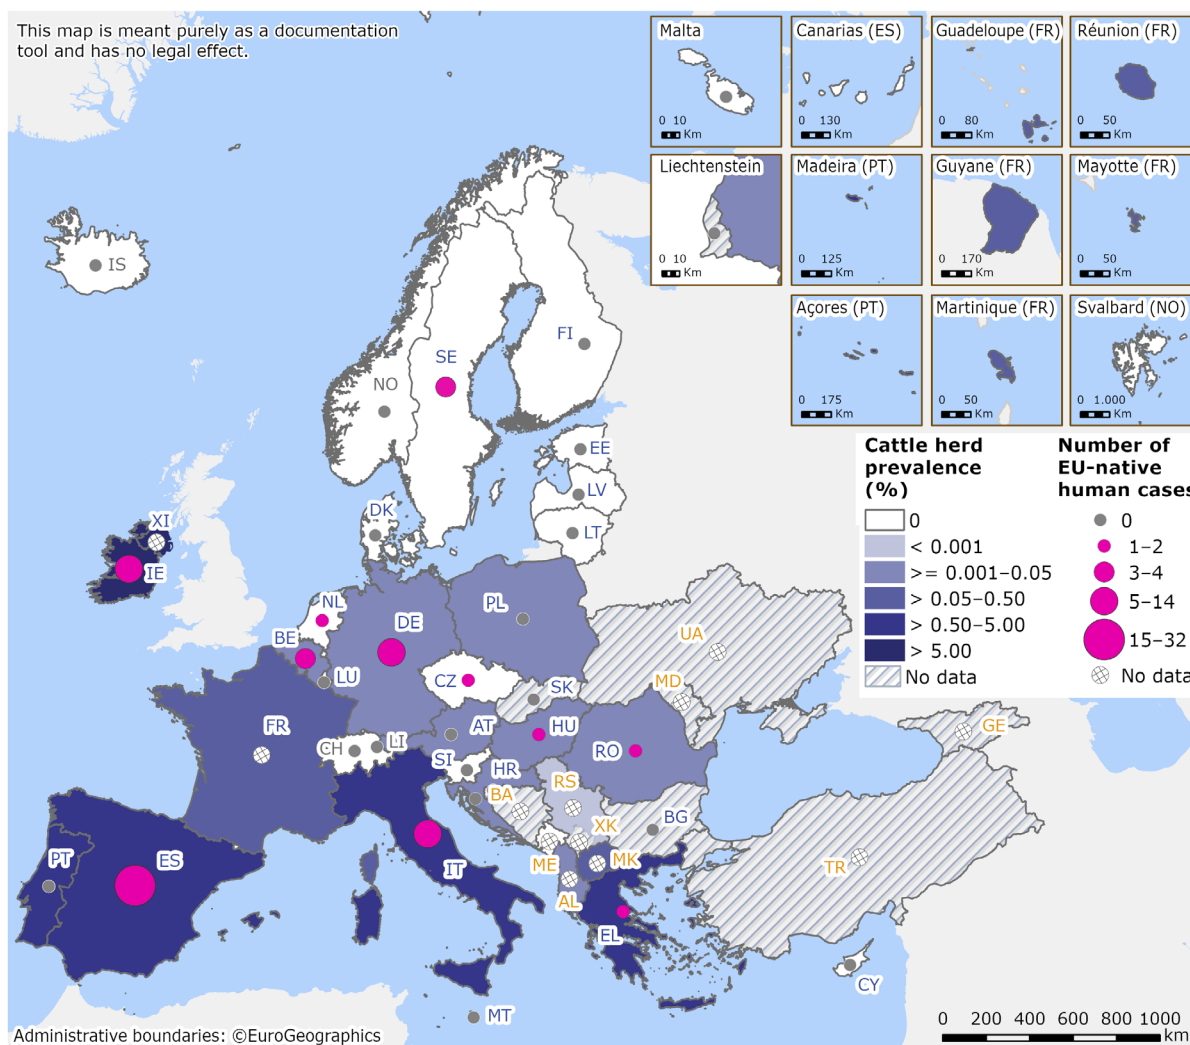 This map is meant purely as a documentation
tool and has no legal effect.
Malta
0 10
Km
Canarias (ES)
0 130
Km
Guadeloupe (FR)
0 80
Km
Réunion (FR)
0 50
Km
Liechtenstein
0 10
Km
Madeira (PT)
0 125
Km
Guyane (FR)
0 170
Km
Mayotte (FR)
0 50
Km
Açores (PT)
0 175
Km
Martinique (FR)
0 50
Km
Svalbard (NO)
0 1.000
Km
IS
FI
SE
NO
EE
LV
DK
LT
XI
IE
NL
PL
BE
DE
UA
LU
CZ
SK
MD
FR
AT
HU
GE
CH
LI
RO
SI
HR
RS
BA
BG
XK
PT
ES
IT
ME
MK
TR
AL
EL
CY
MT
Cattle herd
prevalence
(%)
0
< 0.001
>= 0.001–0.05
> 0.05–0.50
> 0.50–5.00
> 5.00
No data
Number of
EU-native
human cases
0
1–2
3–4
5–14
15–32
No data
Administrative boundaries: ©EuroGeographics
0 200 400 600 800 1000
km